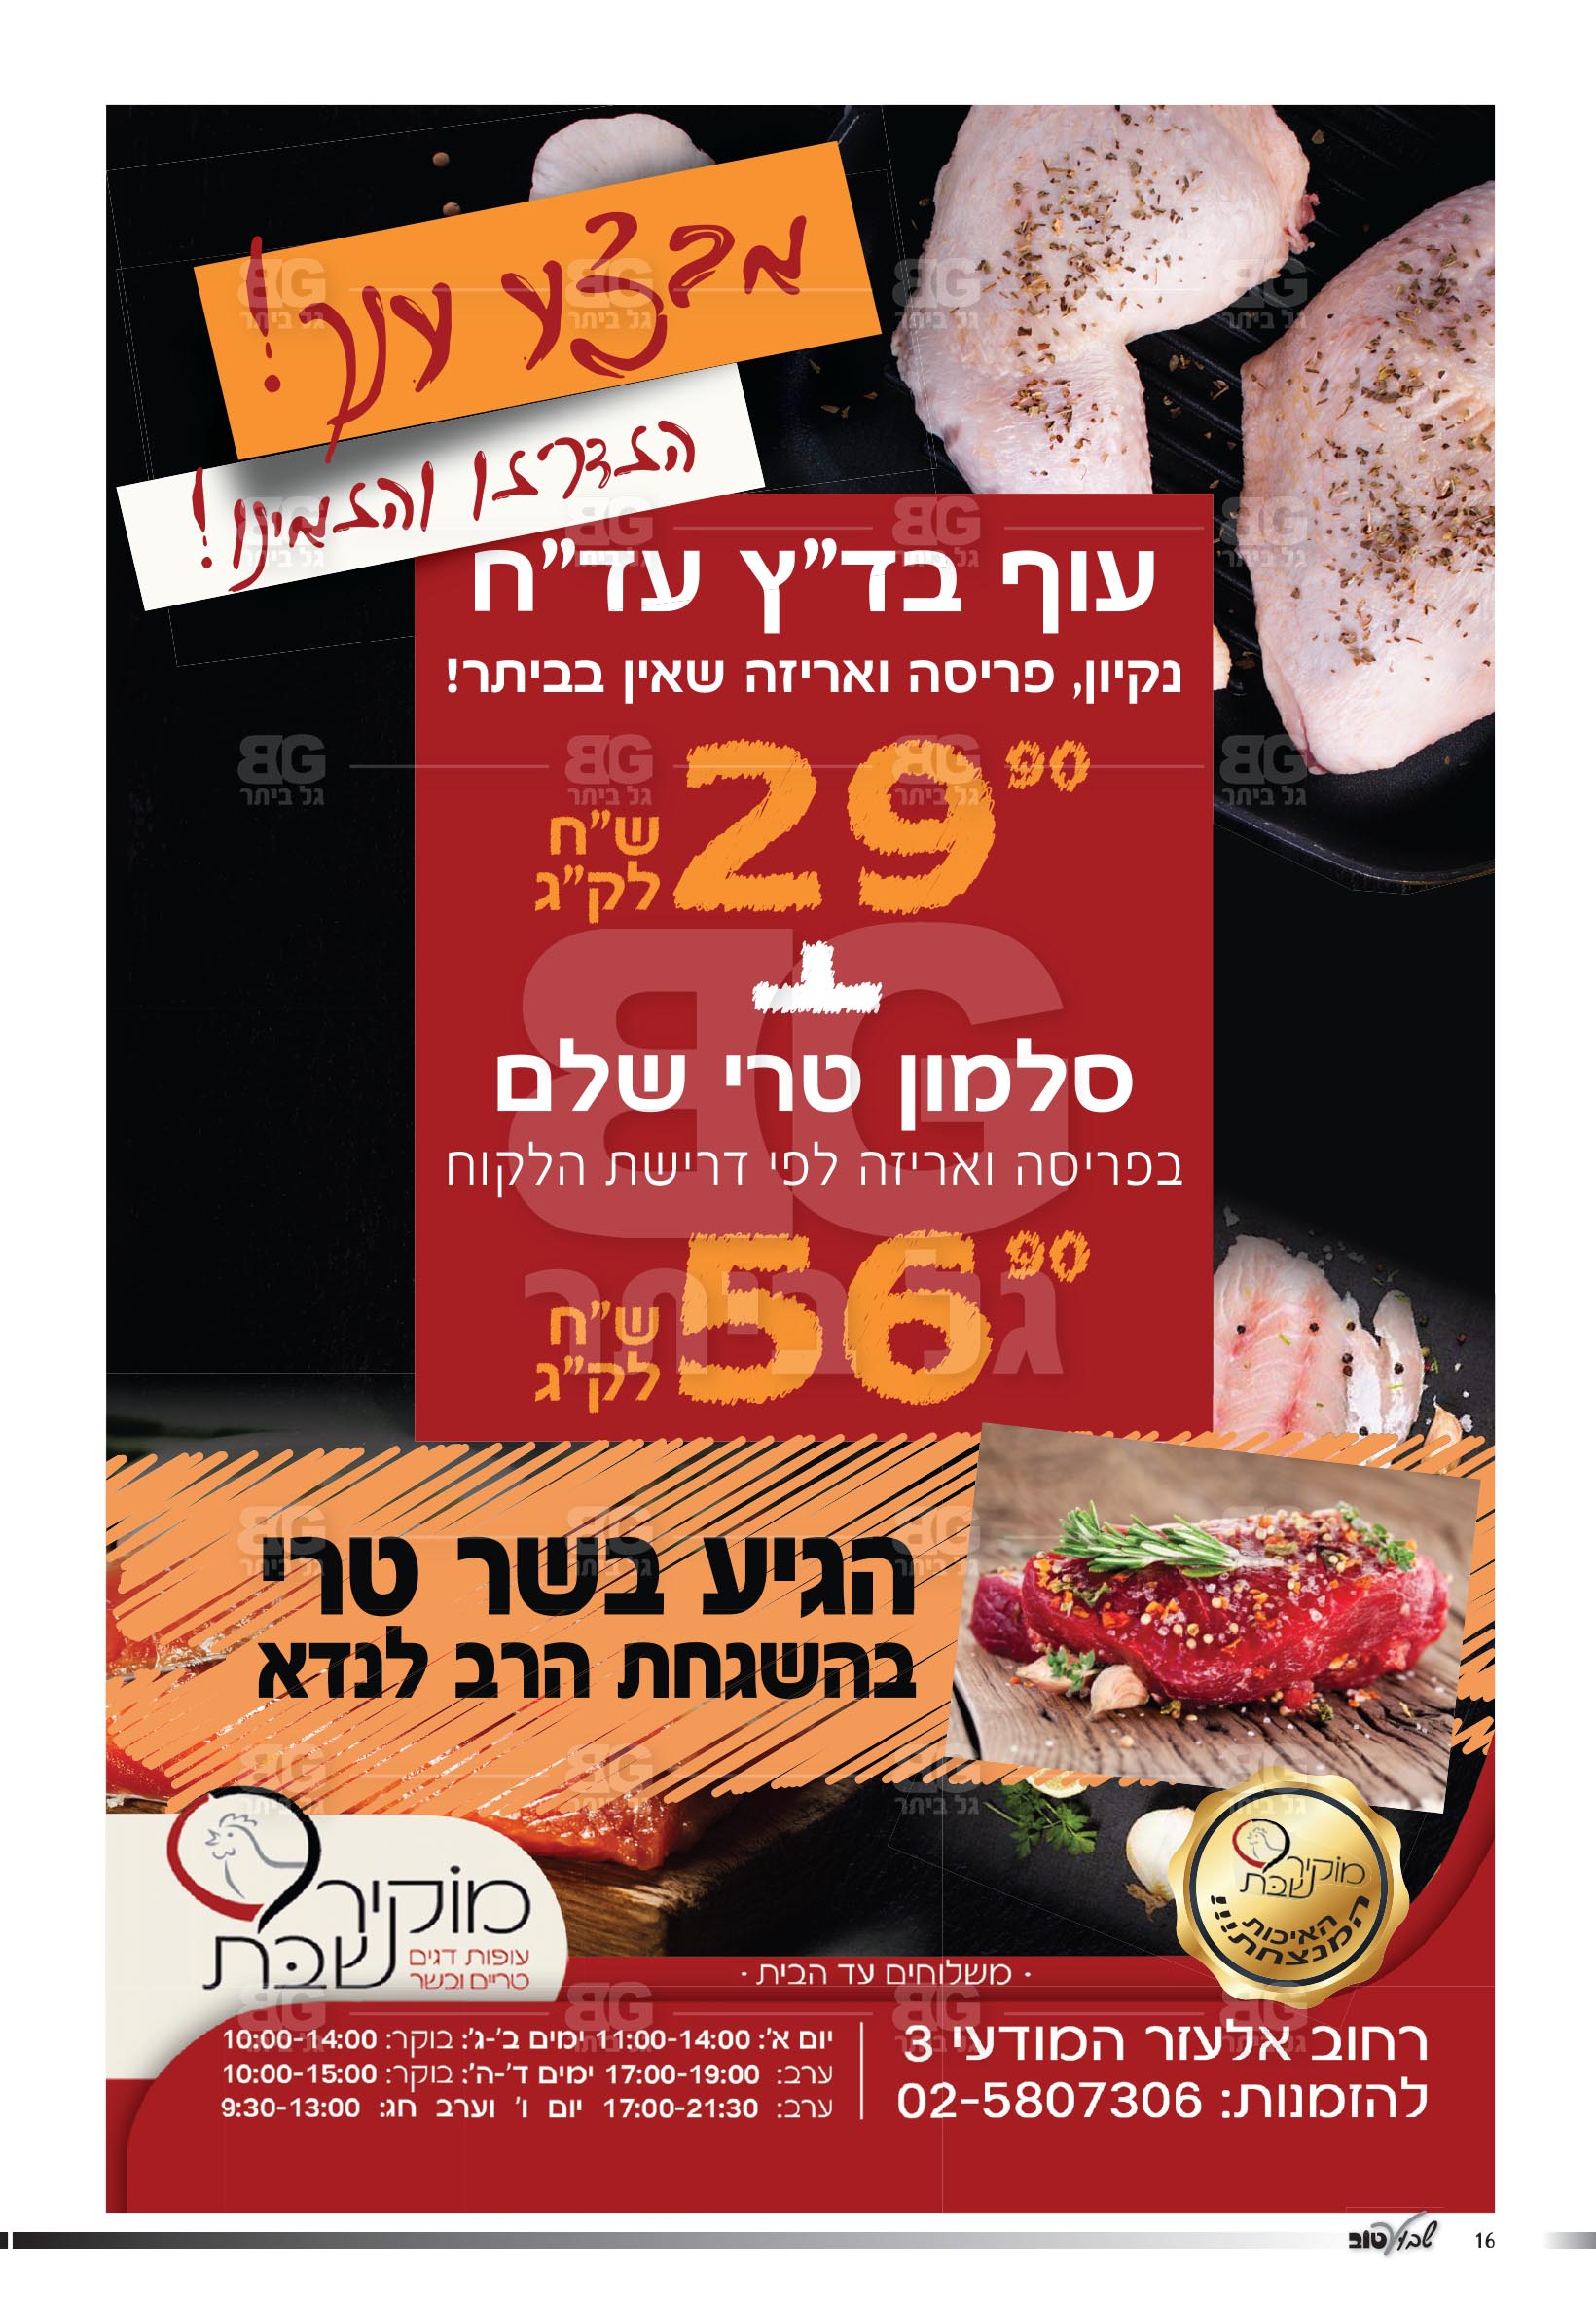 מבצע ענק!
הזדרזו והזמינו!
עוף בד"ץ עד"ח
נקיון, פריסה ואריזה שאין בביתר!
29 90
ש"ח
לק"ג
+
סלמון טרי שלם
בפריסה ואריזה לפי דרישת הלקוח
56 90
ש"ח
לק"ג
הגיע בשר טרי
בהשגחת הרב לנדא
מוקיר שבת
עופות דגים
טריים ובשר
מוקיר שבת
האיכות
המנצחת!!!
· משלוחים עד הבית ·
רחוב אלעזר המודעי 3
להזמנות: 02-5807306
יום א': 11:00-14:00 ימים ב'-ג': בוקר: 10:00-14:00
ערב: 17:00-19:00 ימים ד'-ה': בוקר: 10:00-15:00
ערב: 17:00-21:30 יום ו' וערב חג: 9:30-13:00
BG
גל ביתר
16 שבוע טוב